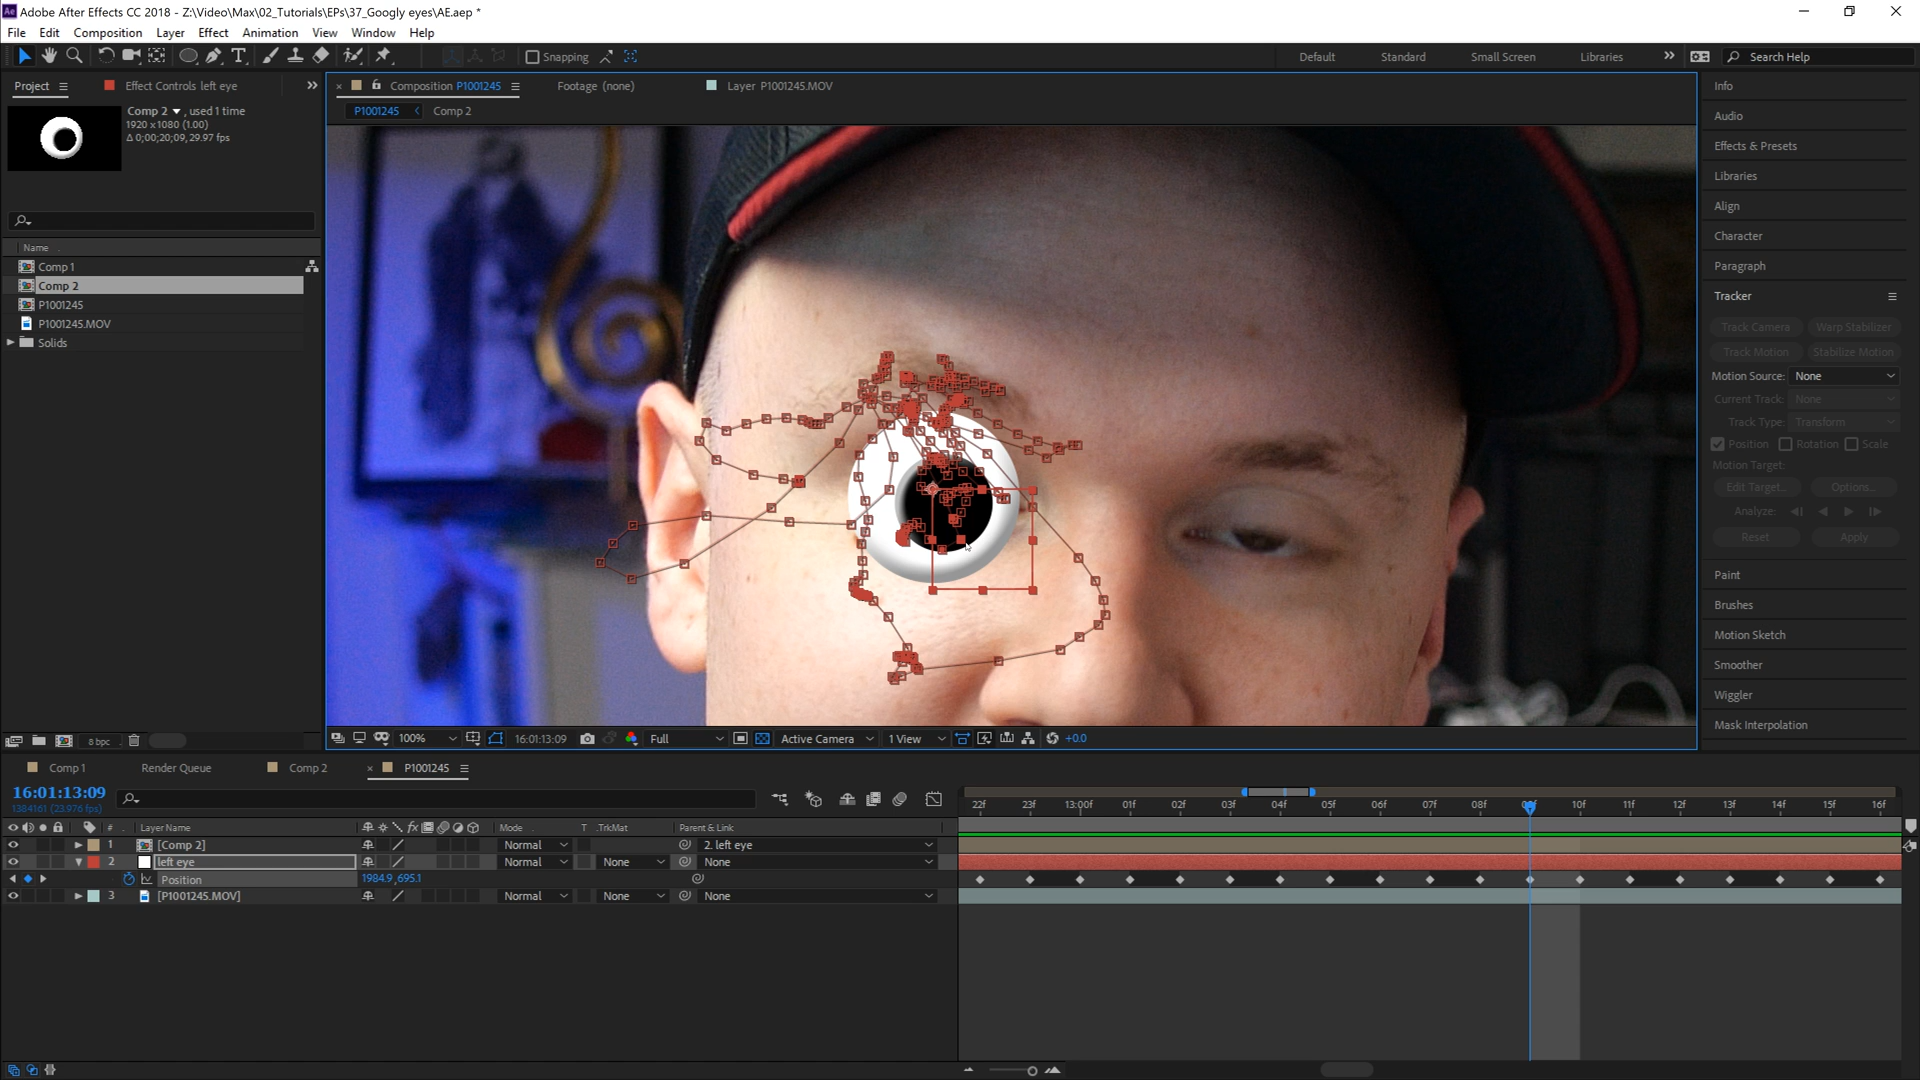 Adobe After Effects CC 2018 - Z:\Video\Max\02_Tutorials\EPs\37_Googly eyes\AE.aep *
File Edit Composition Layer Effect Animation View Window Help
Snapping
Default Standard Small Screen Libraries Search Help
Project Effect Controls left eye
Composition P1001245 Footage (none) Layer P1001245.MOV
P1001245 Comp 2
Comp 2 , used 1 time
1920 x 1080 (1.00)
Δ 0;00;20;09, 29.97 fps
Name
Comp 1
Comp 2
P1001245
P1001245.MOV
Solids
8 bpc
100% 16:01:13:09 Full Active Camera 1 View +0.0
Info
Audio
Effects & Presets
Libraries
Align
Character
Paragraph
Tracker
Track Camera Warp Stabilizer
Track Motion Stabilize Motion
Motion Source: None
Current Track: None
Track Type: Transform
Position Rotation Scale
Motion Target:
Edit Target... Options...
Analyze:
Reset Apply
Paint
Brushes
Motion Sketch
Smoother
Wiggler
Mask Interpolation
Comp 1 Render Queue Comp 2 P1001245
16:01:13:09
1384161 (23.976 fps)
22f 23f 13:00f 01f 02f 03f 04f 05f 06f 07f 08f 10f 11f 12f 13f 14f 15f 16f
# Layer Name Mode T .TrkMat Parent & Link
1 [Comp 2] Normal 2. left eye
2 left eye Normal None None
Position 1984.9,695.1
3 [P1001245.MOV] Normal None None